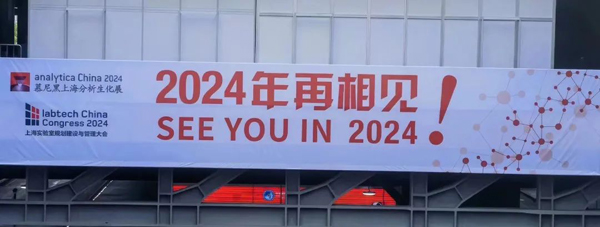 analytica China 2024
慕尼黑上海分析生化展
labtech China
Congress 2024
上海实验室规划建设与管理大会
2024年再相见!
SEE YOU IN 2024